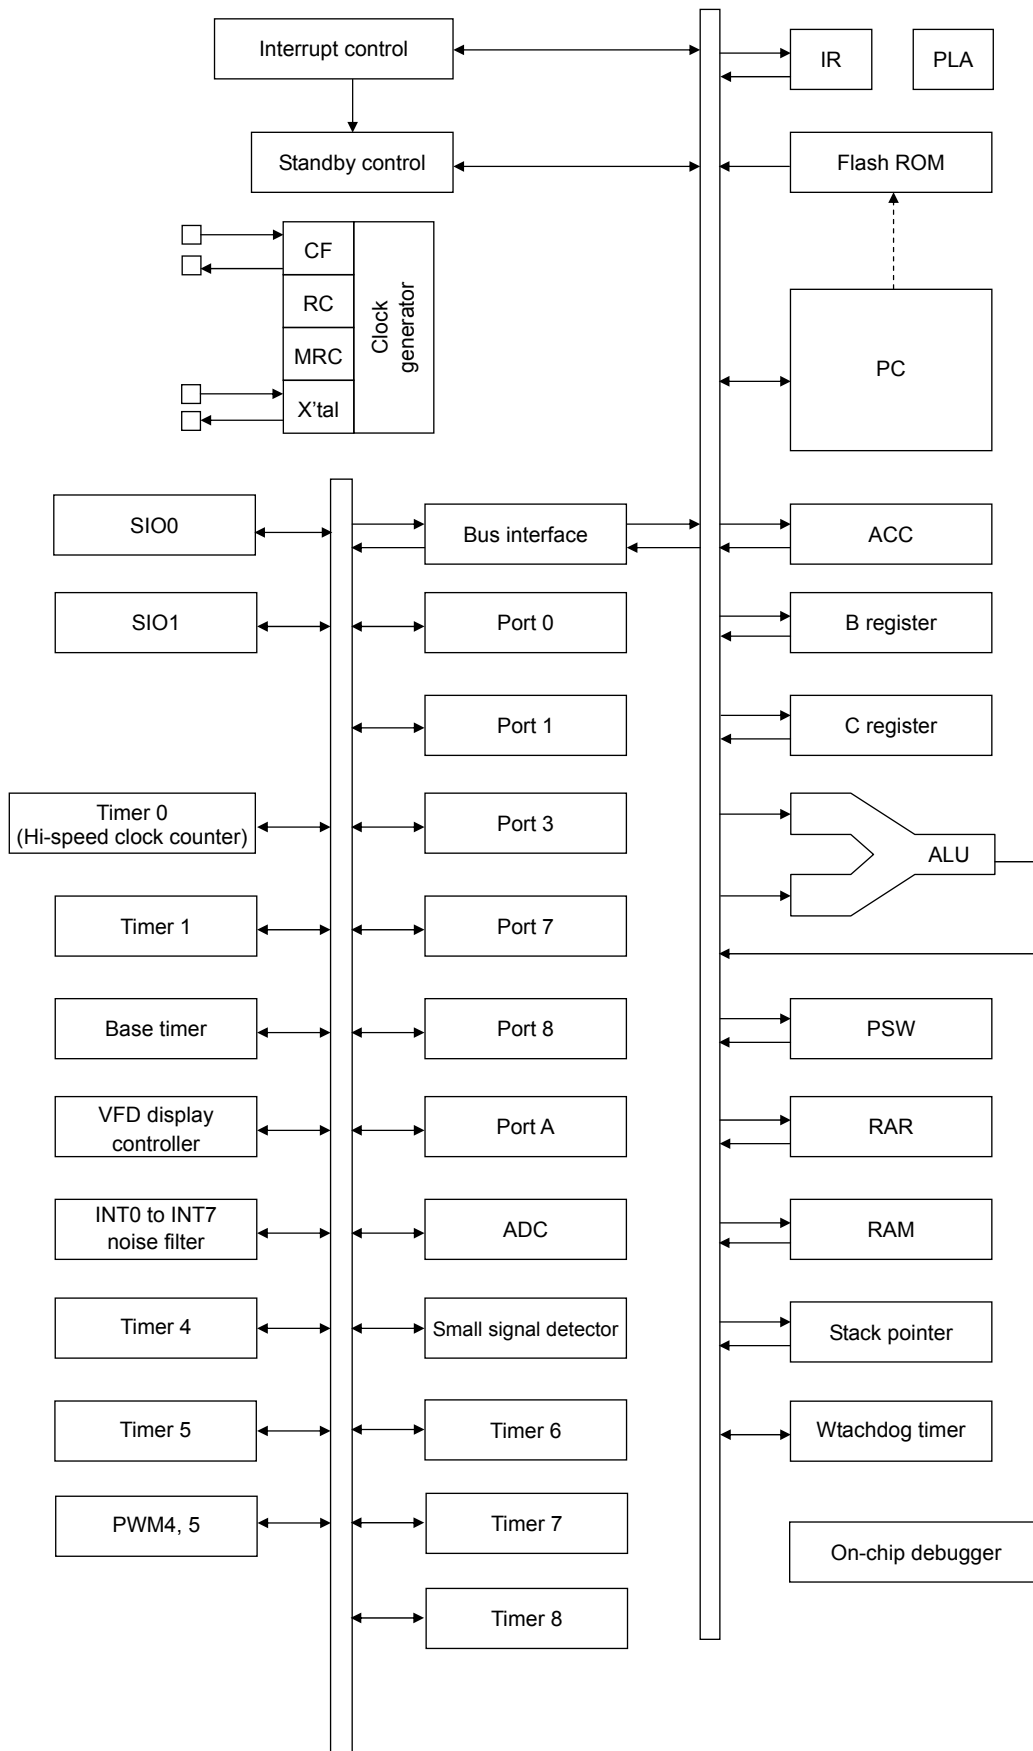 Interrupt control
IR
PLA
Standby control
Flash ROM
CF
RC
MRC
X'tal
Clock
generator
PC
SIO0
Bus interface
ACC
SIO1
Port 0
B register
Port 1
C register
Timer 0
(Hi-speed clock counter)
Port 3
ALU
Timer 1
Port 7
Base timer
Port 8
PSW
VFD display
controller
Port A
RAR
INT0 to INT7
noise filter
ADC
RAM
Timer 4
Small signal detector
Stack pointer
Timer 5
Timer 6
Wtachdog timer
PWM4, 5
Timer 7
On-chip debugger
Timer 8